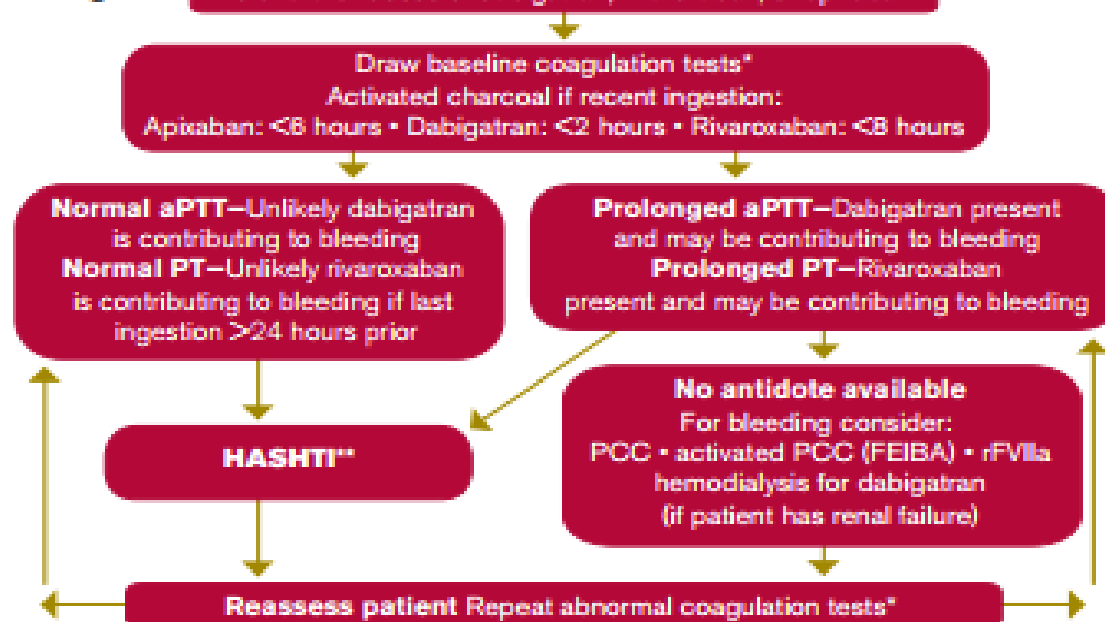 Draw baseline coagulation tests*
Activated charcoal if recent ingestion:
Apixaban: <6 hours • Dabigatran: <2 hours • Rivaroxaban: <8 hours
Normal aPTT—Unlikely dabigatran
is contributing to bleeding
Normal PT—Unlikely rivaroxaban
is contributing to bleeding if last
ingestion >24 hours prior
Prolonged aPTT—Dabigatran present
and may be contributing to bleeding
Prolonged PT—Rivaroxaban
present and may be contributing to bleeding
No antidote available
For bleeding consider:
PCC • activated PCC (FEIBA) • rFVIIa
hemodialysis for dabigatran
(if patient has renal failure)
HASHTI**
Reassess patient Repeat abnormal coagulation tests*